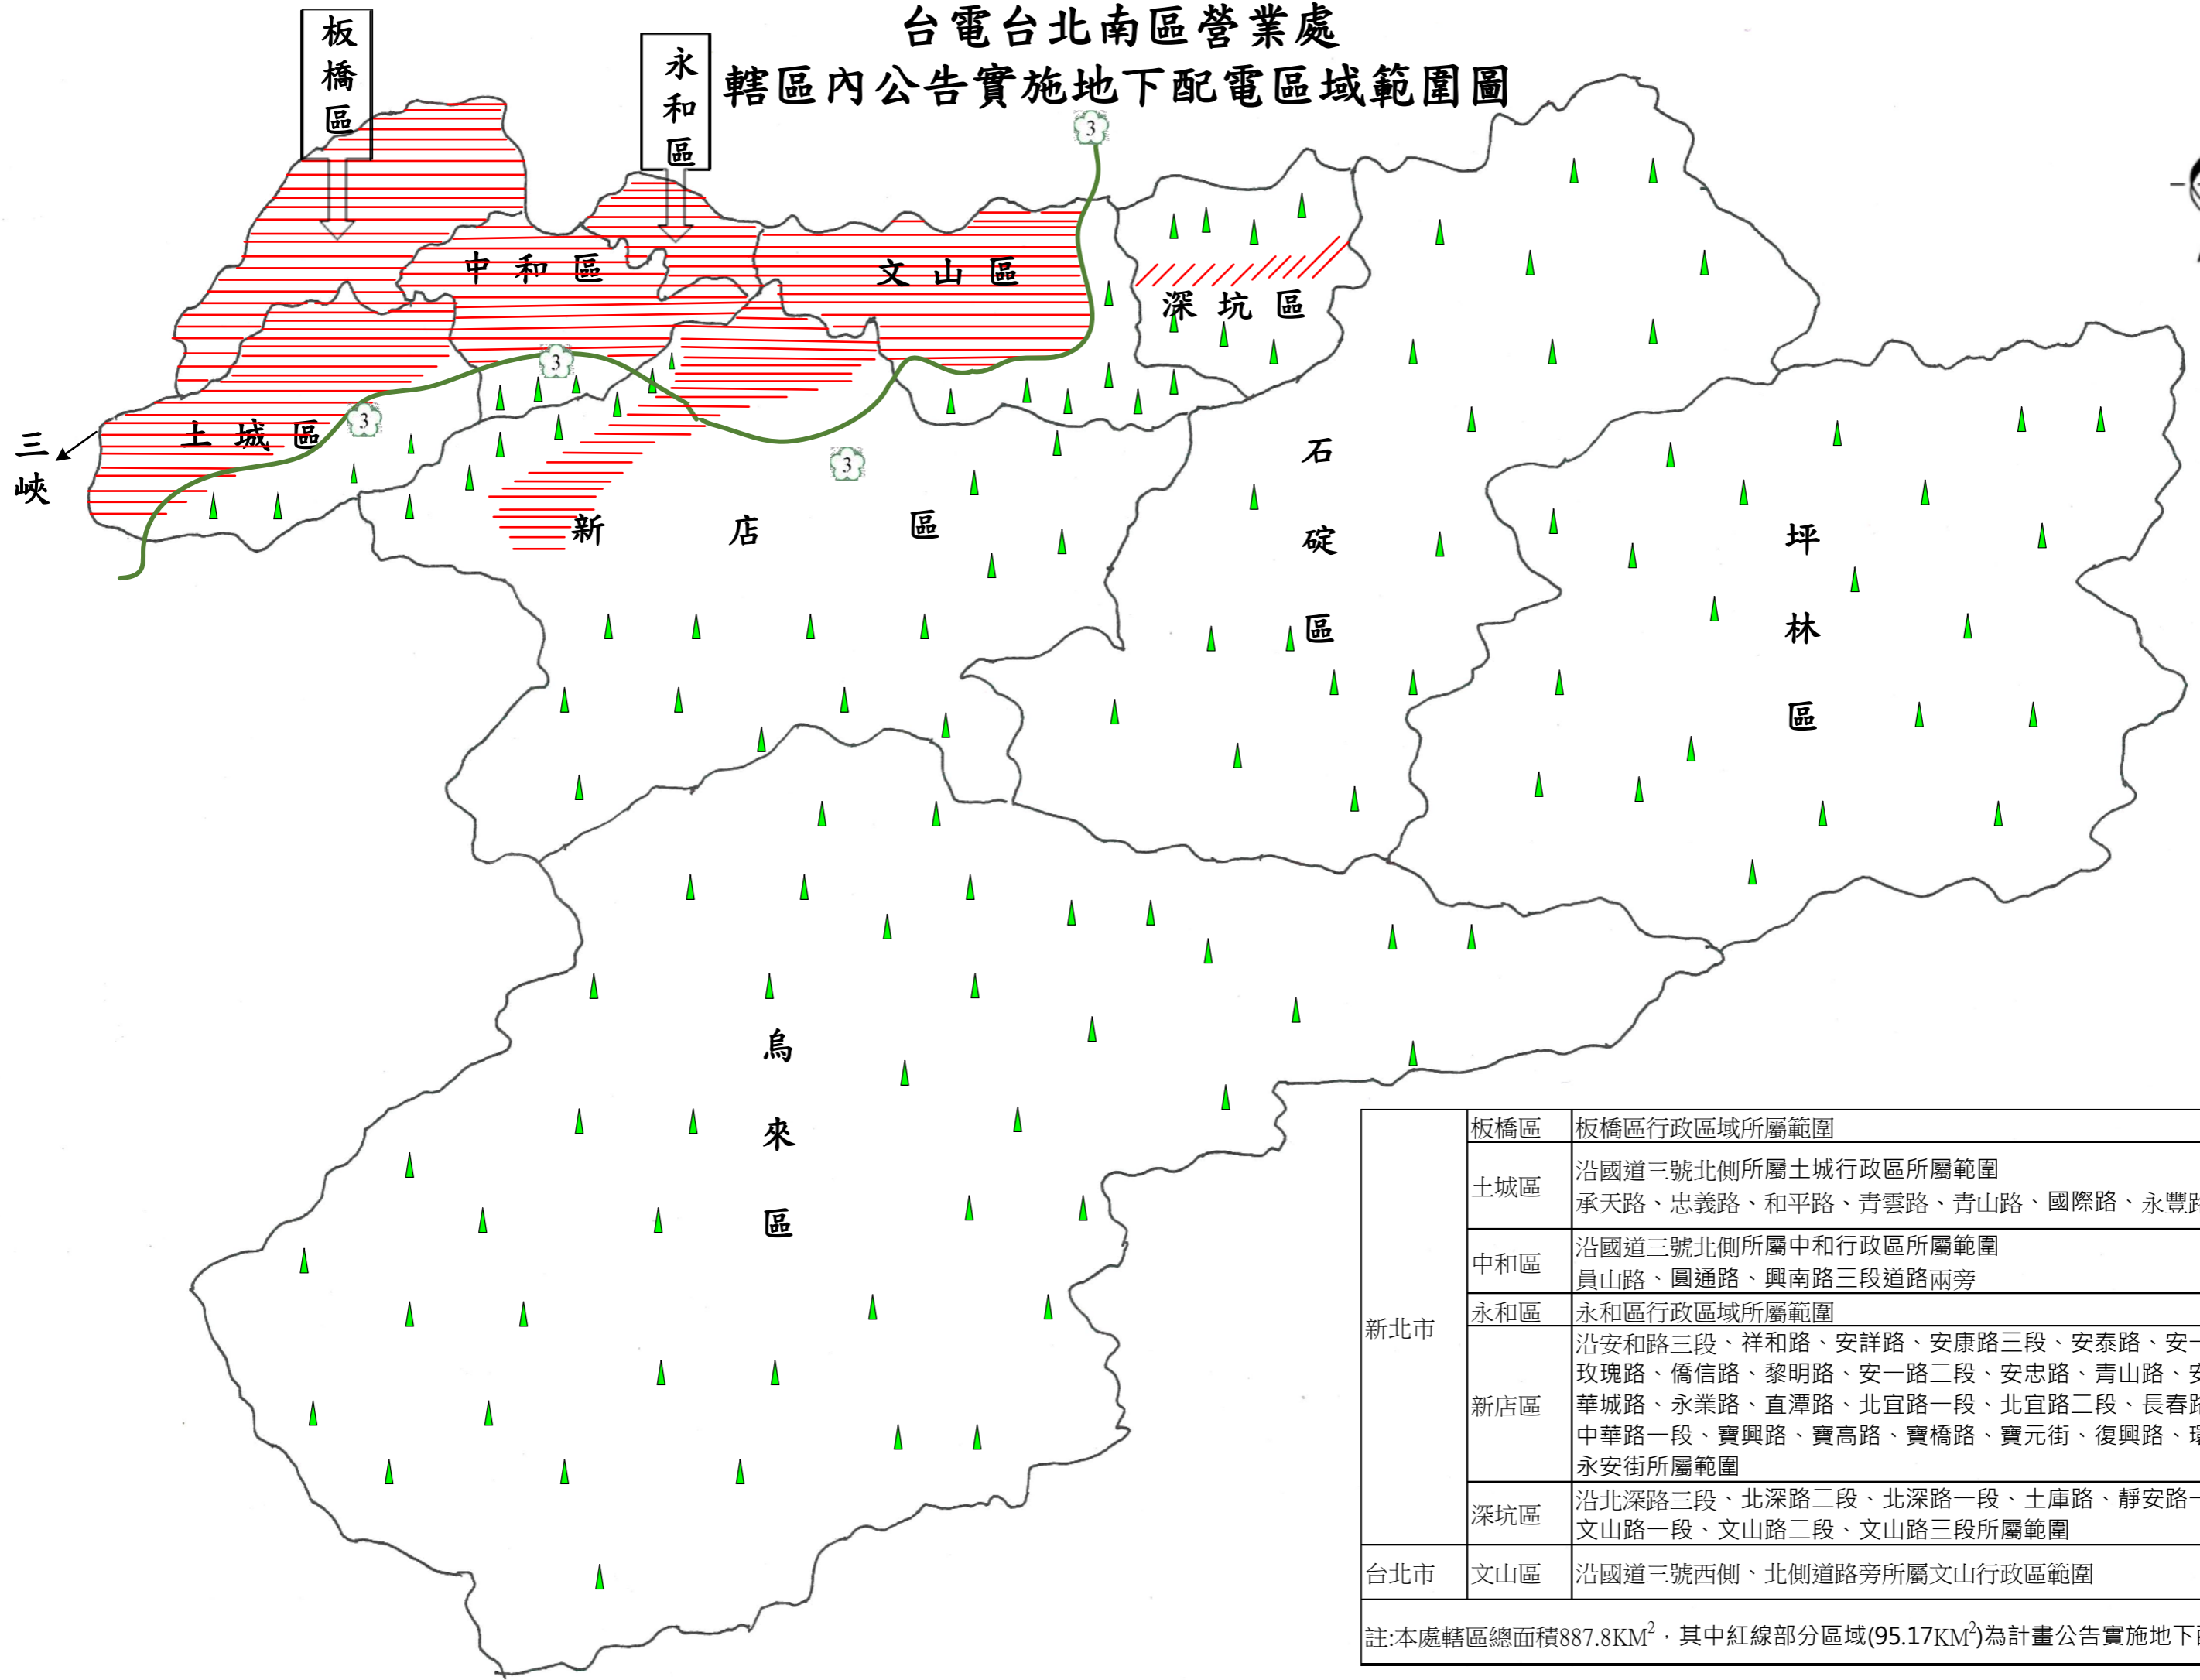 台電台北南區營業處
轄區內公告實施地下配電區域範圍圖
板橋區
永和區
3
中和區
文山區
深坑區
3
3
土城區
三峽
3
新店區
石碇區
坪林區
烏來區
新北市
板橋區
板橋區行政區域所屬範圍
土城區
沿國道三號北側所屬土城行政區所屬範圍
承天路、忠義路、和平路、青雲路、青山路、國際路、永豐路
中和區
沿國道三號北側所屬中和行政區所屬範圍
員山路、圓通路、興南路三段道路兩旁
永和區
永和區行政區域所屬範圍
新店區
沿安和路三段、祥和路、安詳路、安康路三段、安泰路、安一
玫瑰路、僑信路、黎明路、安一路二段、安忠路、青山路、安
華城路、永業路、直潭路、北宜路一段、北宜路二段、長春路
中華路一段、寶興路、寶高路、寶橋路、寶元街、復興路、環
永安街所屬範圍
深坑區
沿北深路三段、北深路二段、北深路一段、土庫路、靜安路一
文山路一段、文山路二段、文山路三段所屬範圍
台北市
文山區
沿國道三號西側、北側道路旁所屬文山行政區範圍
註:本處轄區總面積887.8KM²，其中紅線部分區域(95.17KM²)為計畫公告實施地下配